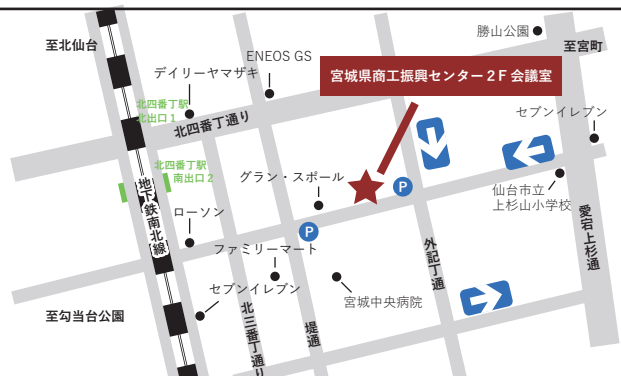 至北仙台
ENEOS GS
デイリーヤマザキ
勝山公園
至宮町
宮城県商工振興センター2F会議室
北四番丁駅
北出口1
北四番丁通り
セブンイレブン
北四番丁駅
南出口2
グラン・スポール
P
仙台市立
上杉山小学校
地下鉄南北線
ローソン
P
愛宕上杉通
ファミリーマート
外記丁通
セブンイレブン
宮城中央病院
至勾当台公園
北三番丁通り
堤通